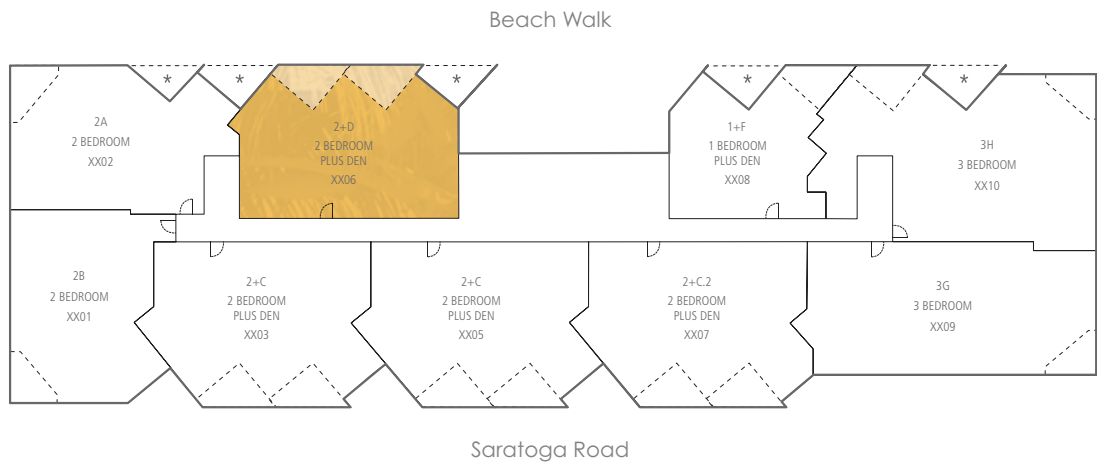 Beach Walk
*
*
*
*
*
2A
2 BEDROOM
XX02
2+D
2 BEDROOM
PLUS DEN
XX06
1+F
1 BEDROOM
PLUS DEN
XX08
3H
3 BEDROOM
XX10
2B
2 BEDROOM
XX01
2+C
2 BEDROOM
PLUS DEN
XX03
2+C
2 BEDROOM
PLUS DEN
XX05
2+C.2
2 BEDROOM
PLUS DEN
XX07
3G
3 BEDROOM
XX09
Saratoga Road